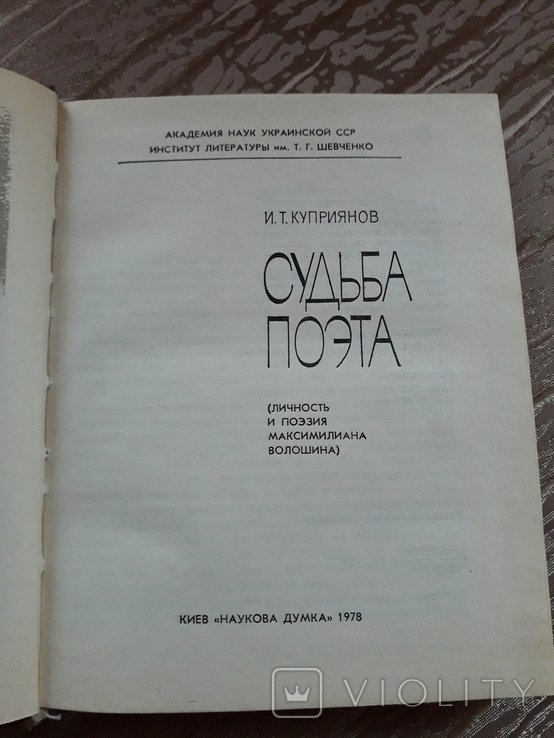 АКАДЕМИЯ НАУК УКРАИНСКОЙ ССР
ИНСТИТУТ ЛИТЕРАТУРЫ им. Т. Г. ШЕВЧЕНКО
И. Т. КУПРИЯНОВ
СУДЬБА
ПОЭТА
(ЛИЧНОСТЬ
И ПОЭЗИЯ
МАКСИМИЛИАНА
ВОЛОШИНА)
КИЕВ «НАУКОВА ДУМКА» 1978
VIOLITY